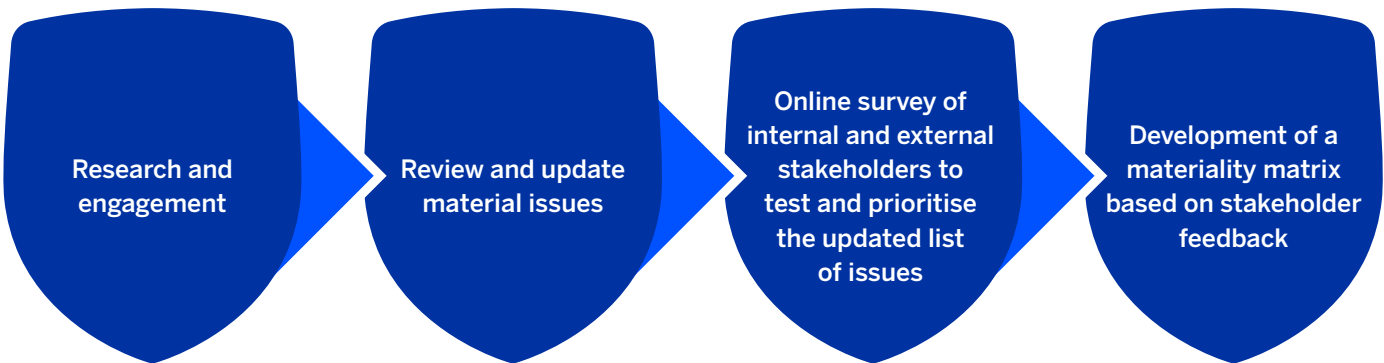 Research and
engagement
Review and update
material issues
Online survey of
internal and external
stakeholders to
test and prioritise
the updated list
of issues
Development of a
materiality matrix
based on stakeholder
feedback